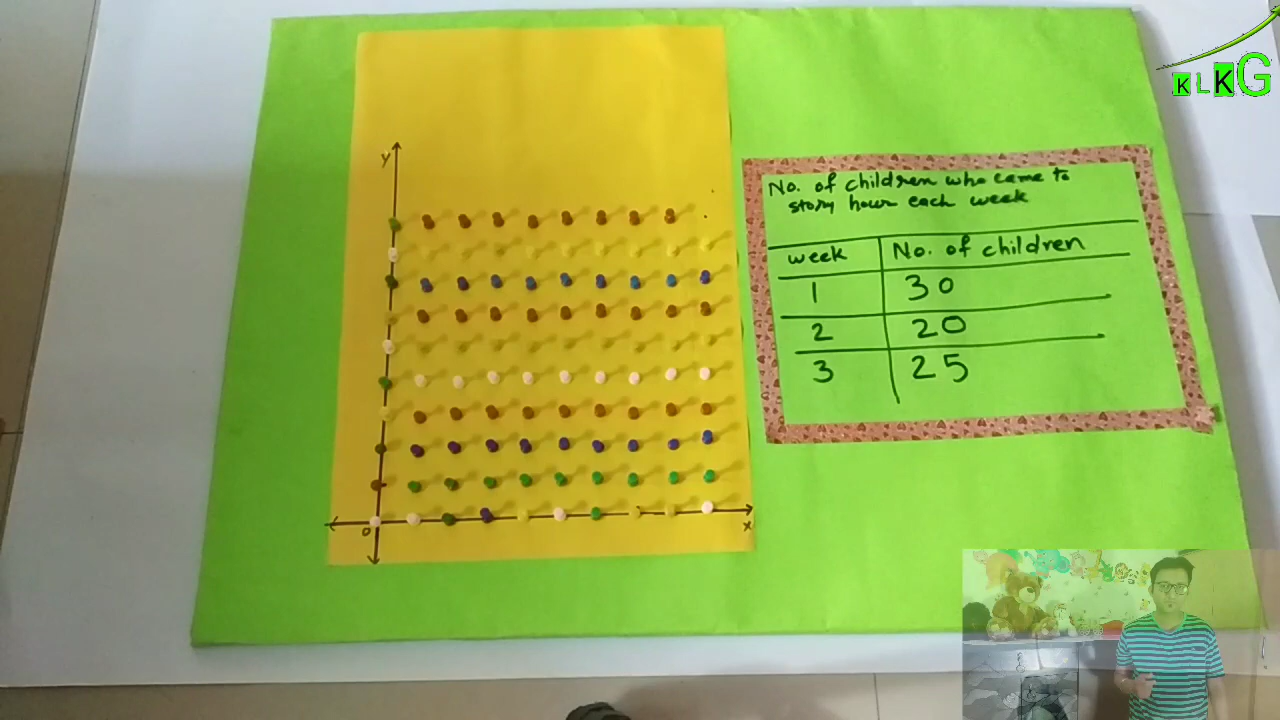 KLKG
y
No. of children who came to
story hour each week
week No. of children
1 30
2 20
3 25
0
x